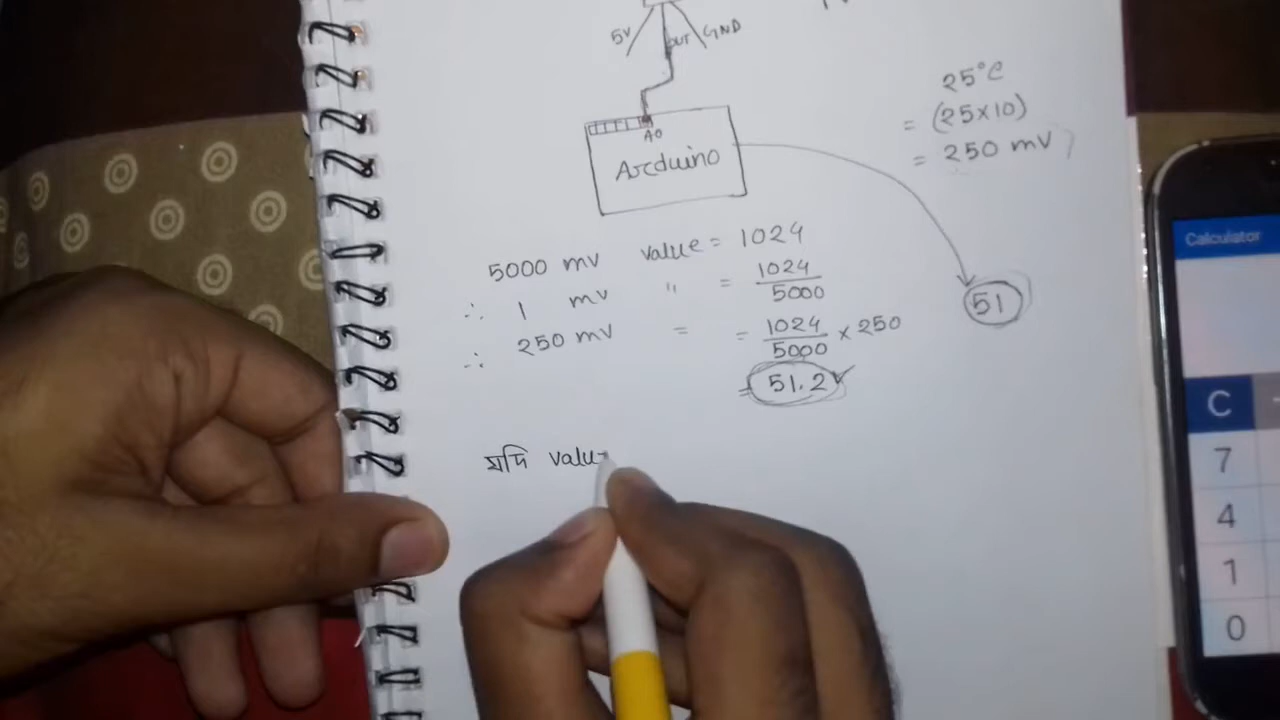 5V OUT GND
A0
Arduino
25°C
= (25×10)
= 250 mV
5000 mv value = 1024
∴ 1 mv " = 1024/5000
∴ 250 mv = = 1024/5000 × 250
= 51.2
51
যদি value
Calculator
C
7
4
1
0